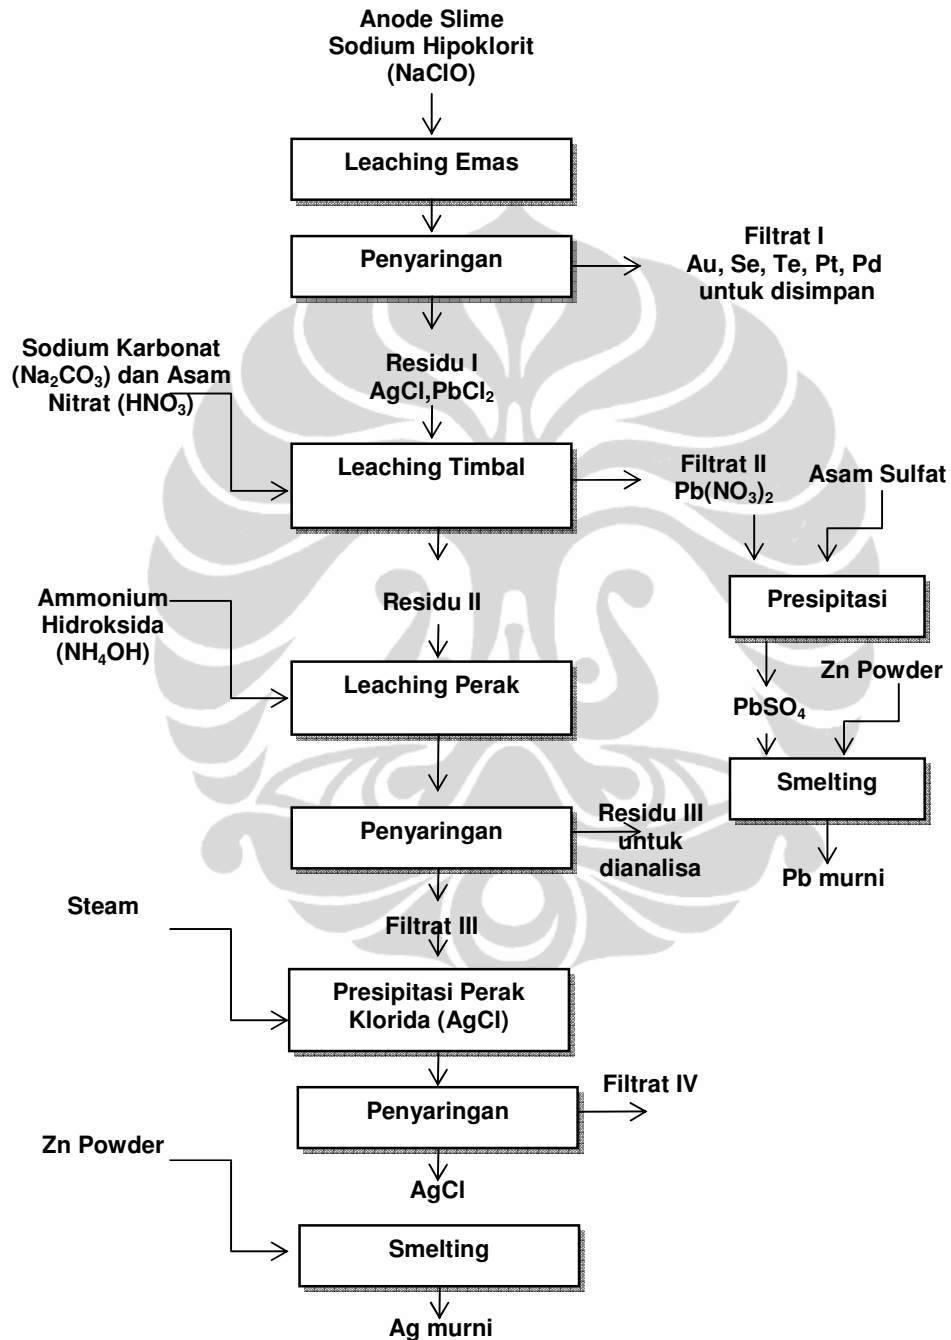 Anode Slime
Sodium Hipoklorit
(NaClO)
Leaching Emas
Penyaringan
Filtrat I
Au, Se, Te, Pt, Pd
untuk disimpan
Sodium Karbonat
(Na₂CO₃) dan Asam
Nitrat (HNO₃)
Residu I
AgCl,PbCl₂
Leaching Timbal
Filtrat II
Pb(NO₃)₂
Asam Sulfat
Presipitasi
Ammonium
Hidroksida
(NH₄OH)
Residu II
Leaching Perak
Zn Powder
PbSO₄
Smelting
Pb murni
Penyaringan
Residu III
untuk
dianalisa
Steam
Filtrat III
Presipitasi Perak
Klorida (AgCl)
Penyaringan
Filtrat IV
Zn Powder
AgCl
Smelting
Ag murni